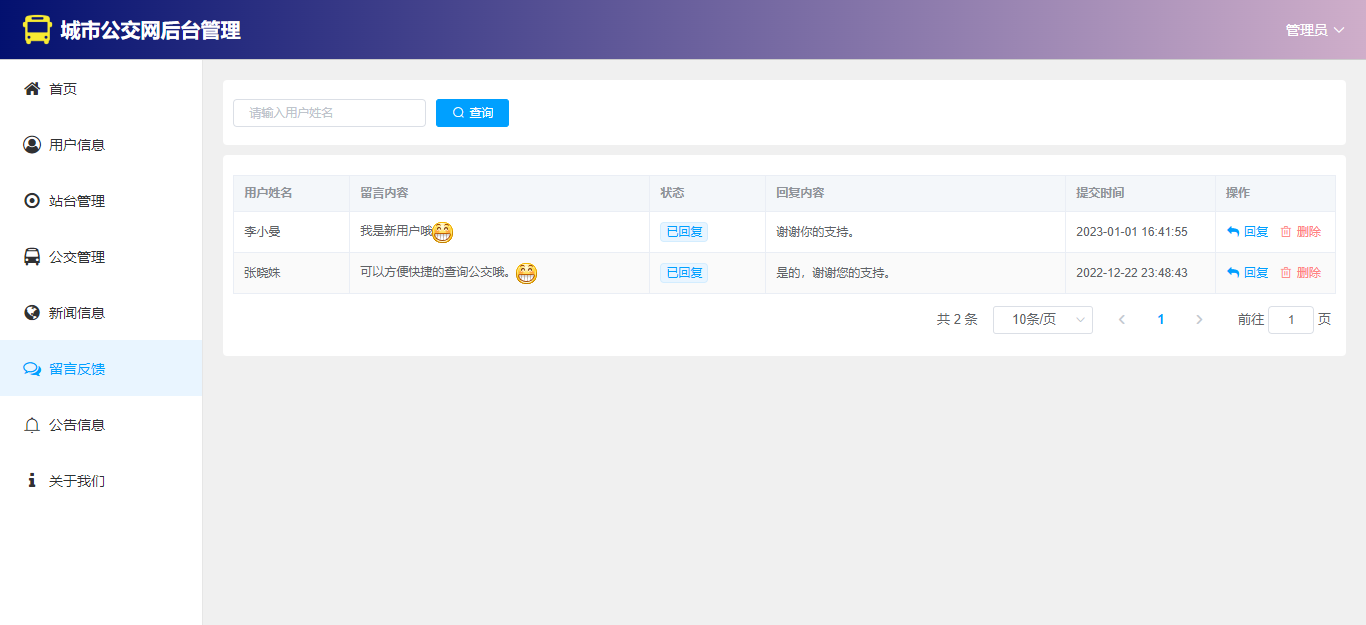 城市公交网后台管理
管理员
首页
用户信息
站台管理
公交管理
新闻信息
留言反馈
公告信息
关于我们
请输入用户姓名 查询
用户姓名 留言内容 状态 回复内容 提交时间 操作
李小曼 我是新用户哦 已回复 谢谢你的支持。 2023-01-01 16:41:55 回复 删除
张晓姝 可以方便快捷的查询公交哦。 已回复 是的，谢谢您的支持。 2022-12-22 23:48:43 回复 删除
共 2 条 10条/页 1 前往 1 页